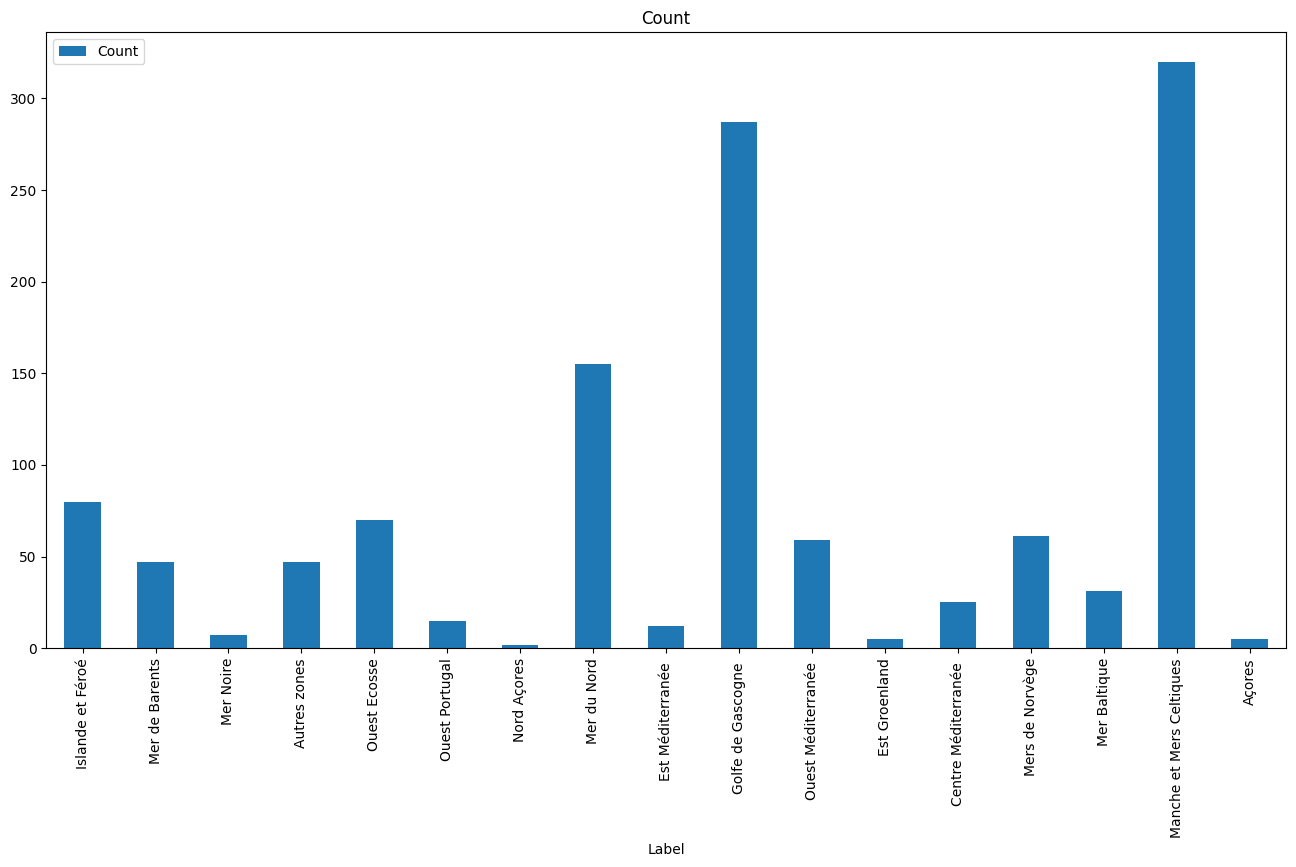 Count
Count
300
250
200
150
100
50
0
Islande et Féroé
Mer de Barents
Mer Noire
Autres zones
Ouest Ecosse
Ouest Portugal
Nord Açores
Mer du Nord
Est Méditerranée
Golfe de Gascogne
Ouest Méditerranée
Est Groenland
Centre Méditerranée
Mers de Norvège
Mer Baltique
Manche et Mers Celtiques
Açores
Label